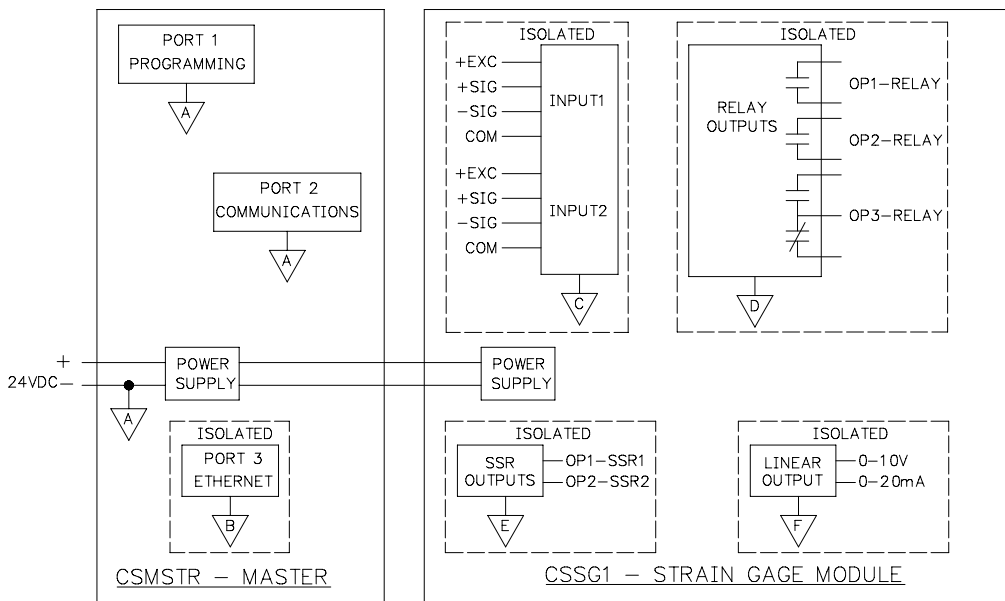 PORT 1
PROGRAMMING
A
PORT 2
COMMUNICATIONS
A
+
24VDC–
POWER
SUPPLY
A
ISOLATED
PORT 3
ETHERNET
B
CSMSTR – MASTER
ISOLATED
+EXC
+SIG
–SIG
COM
INPUT1
+EXC
+SIG
–SIG
COM
INPUT2
C
ISOLATED
RELAY
OUTPUTS
OP1–RELAY
OP2–RELAY
OP3–RELAY
D
POWER
SUPPLY
ISOLATED
SSR
OUTPUTS
OP1–SSR1
OP2–SSR2
E
ISOLATED
LINEAR
OUTPUT
0–10V
0–20mA
F
CSSG1 – STRAIN GAGE MODULE